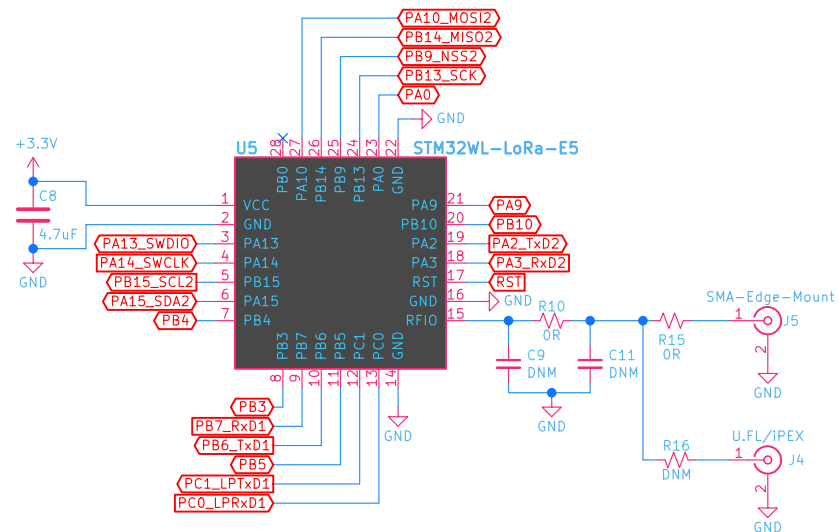 PA10_MOSI2
PB14_MISO2
PB9_NSS2
PB13_SCK
PA0
GND
U5
STM32WL-LoRa-E5
28 27 26 25 24 23 22
PB0 PA10 PB14 PB9 PB13 PA0 GND
+3.3V
C8
4.7uF
GND
1 VCC
2 GND
PA13_SWDIO 3 PA13
PA14_SWCLK 4 PA14
PB15_SCL2 5 PB15
PA15_SDA2 6 PA15
PB4 7 PB4
PA9 21 PA9
PB10 20 PB10
PA2 19 PA2_TxD2
PA3 18 PA3_RxD2
RST 17 RST
GND 16 GND
RFIO 15
PB3 PB7 PB6 PB5 PC1 PC0 GND
8 9 10 11 12 13 14
PB3
PB7_RxD1
PB6_TxD1
PB5
PC1_LPTxD1
PC0_LPRxD1
GND
R10
0R
C9
DNM
C11
DNM
GND
R15
0R
SMA-Edge-Mount
1
J5
2
GND
R16
DNM
U.FL/iPEX
1
J4
2
GND